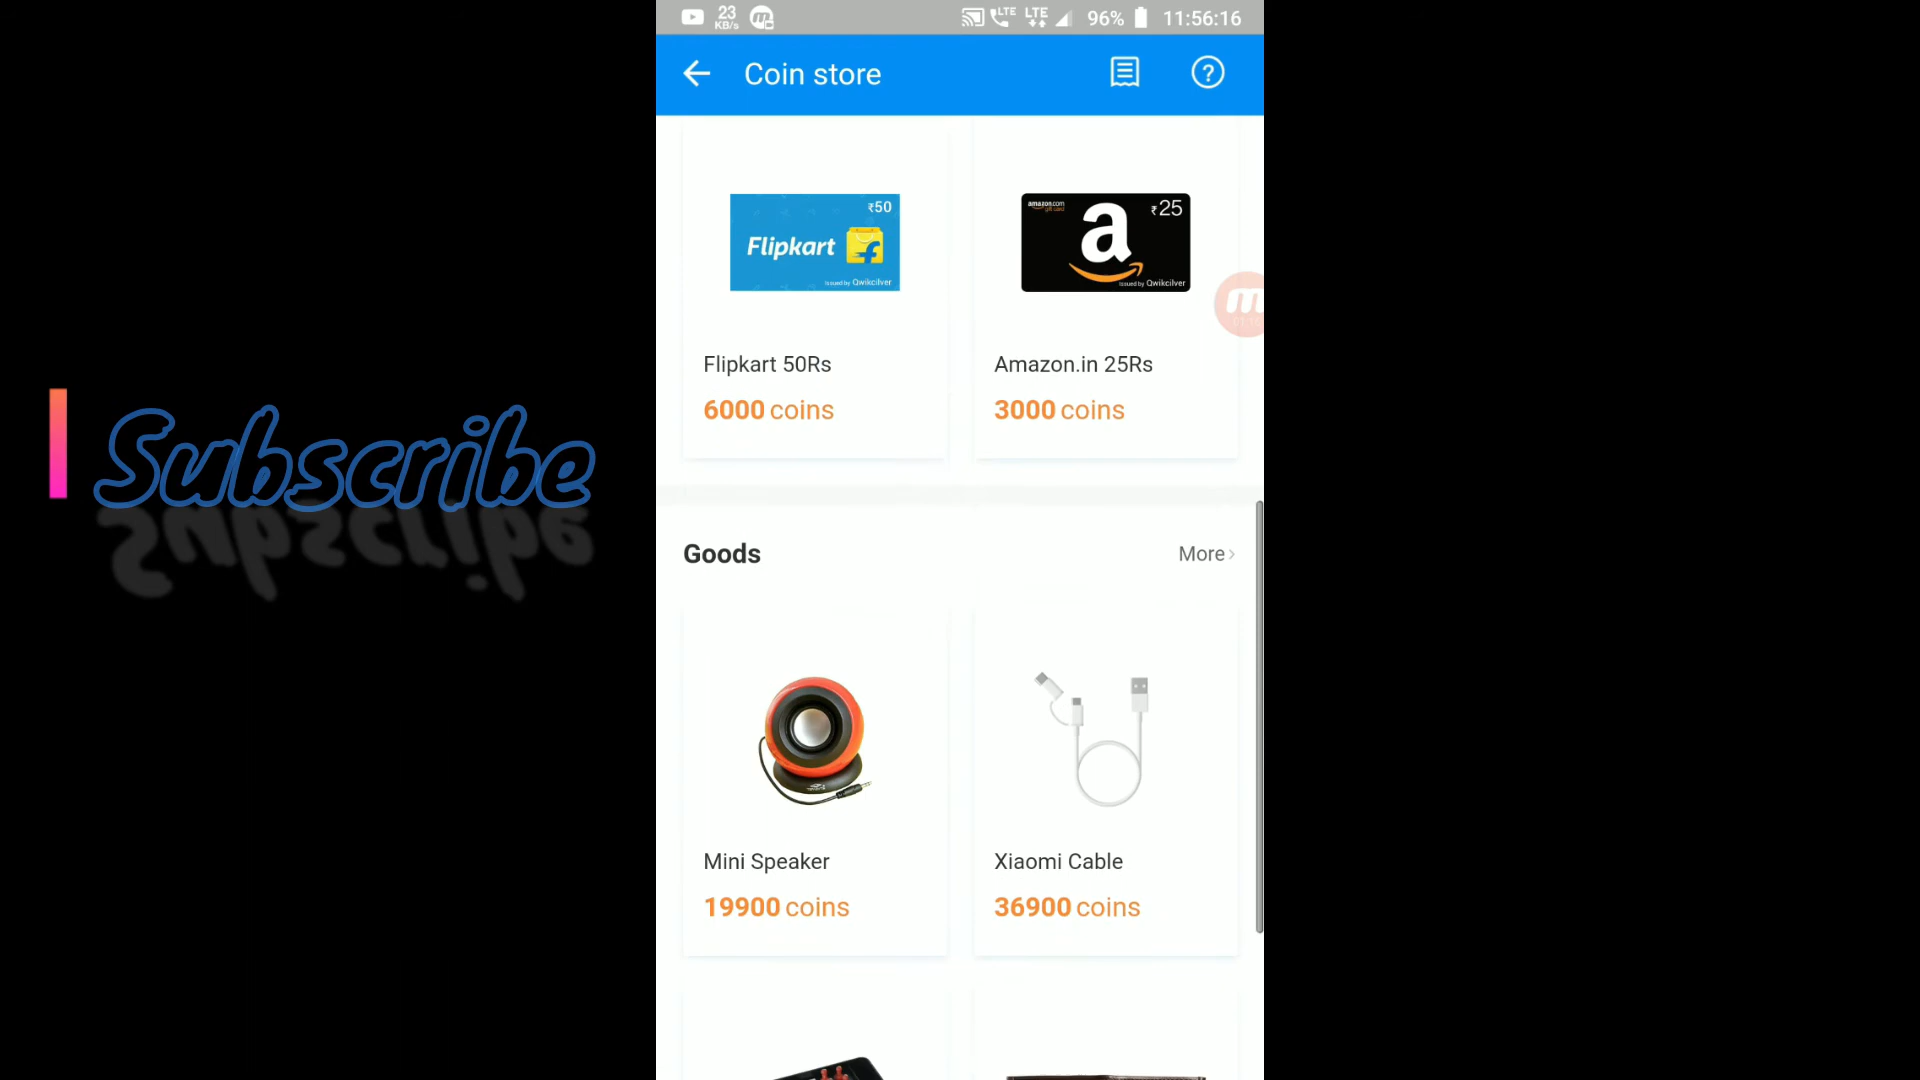 23
KB/s
LTE
LTE
96%
11:56:16
Coin store
?
₹50
Flipkart
Issued by Qwikcilver
amazon.com
gift card
₹25
a
Issued by Qwikcilver
Flipkart 50Rs
Amazon.in 25Rs
6000 coins
3000 coins
Subscribe
Goods
More
Mini Speaker
Xiaomi Cable
19900 coins
36900 coins